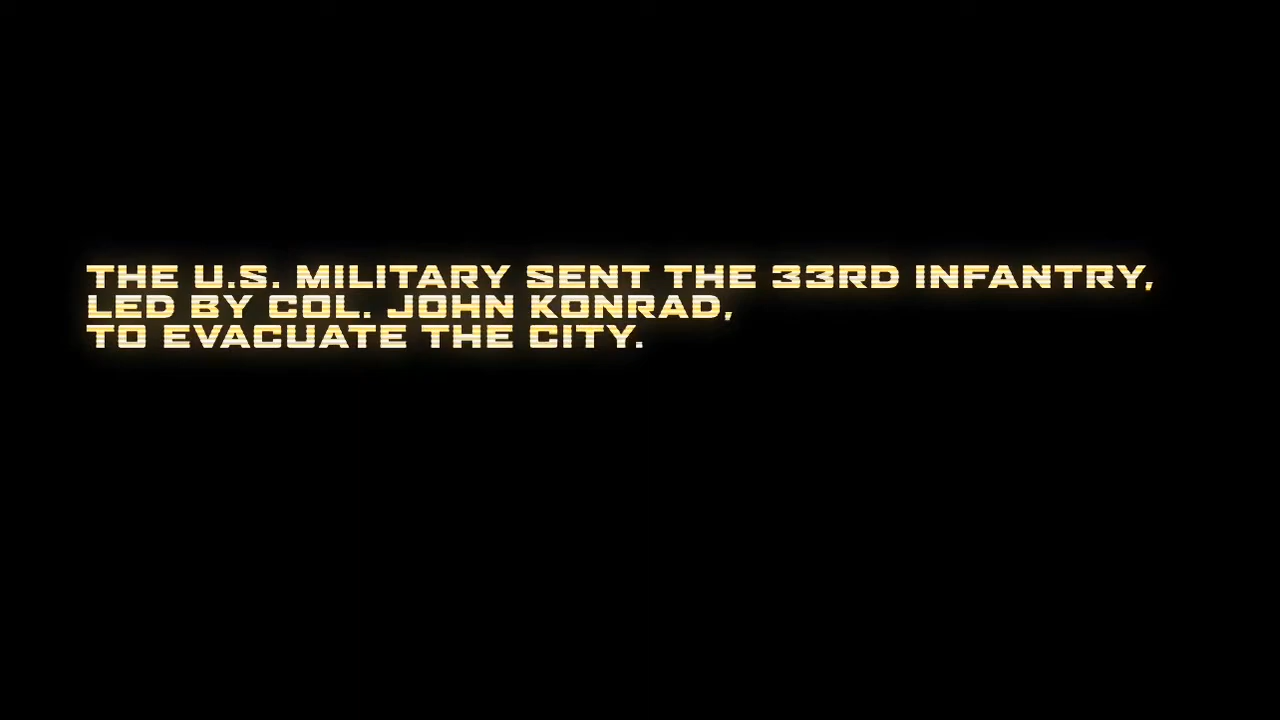 THE U.S. MILITARY SENT THE 33RD INFANTRY,
LED BY COL. JOHN KONRAD,
TO EVACUATE THE CITY.